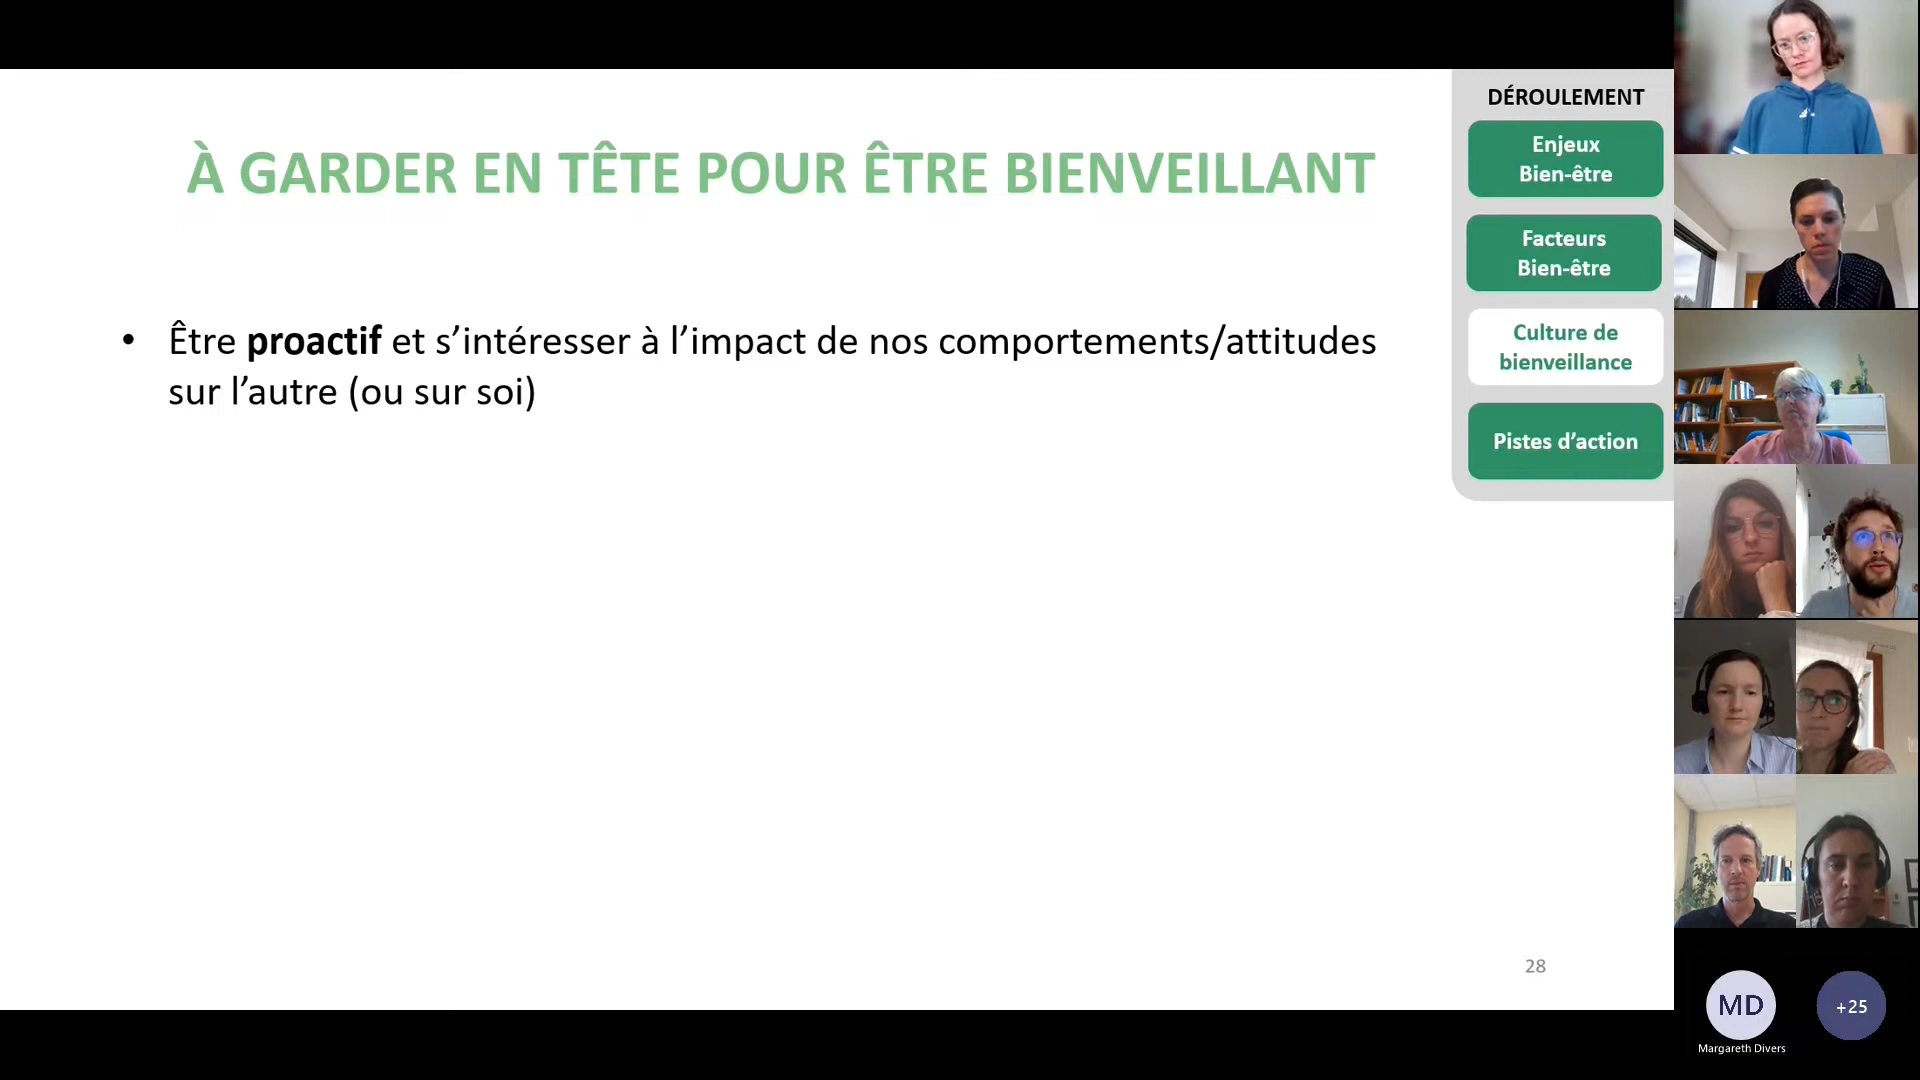 À GARDER EN TÊTE POUR ÊTRE BIENVEILLANT
• Être proactif et s’intéresser à l’impact de nos comportements/attitudes
sur l’autre (ou sur soi)
DÉROULEMENT
Enjeux
Bien-être
Facteurs
Bien-être
Culture de
bienveillance
Pistes d’action
28
MD
+25
Margareth Divers